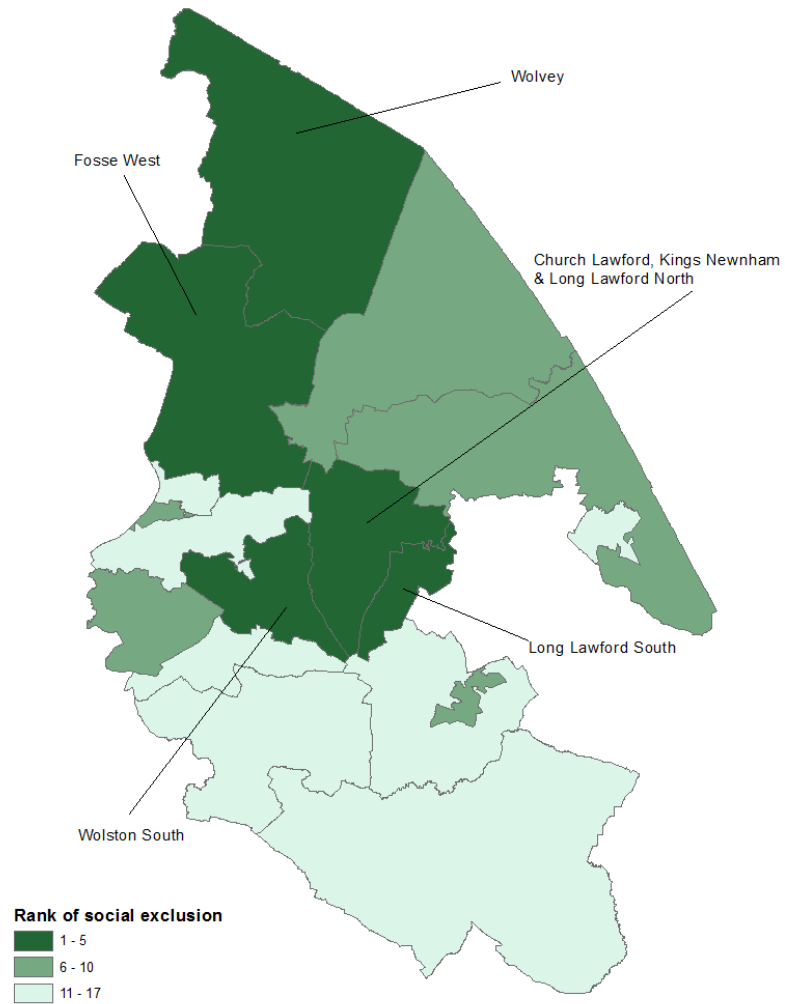 Wolvey
Fosse West
Church Lawford, Kings Newnham
& Long Lawford North
Long Lawford South
Wolston South
Rank of social exclusion
1 - 5
6 - 10
11 - 17